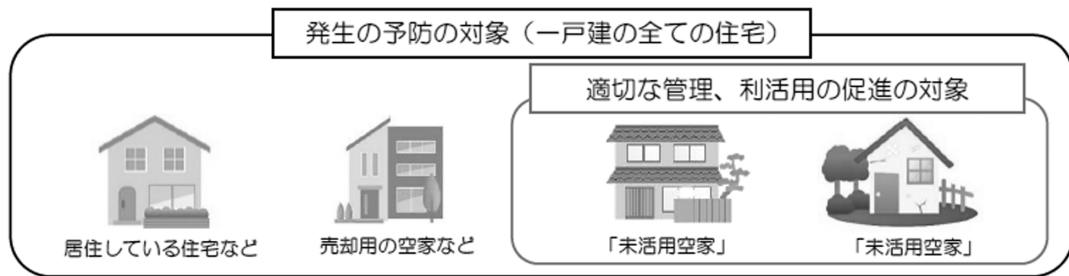 発生の予防の対象（一戸建の全ての住宅）
適切な管理、利活用の促進の対象
居住している住宅など
売却用の空家など
「未活用空家」
「未活用空家」